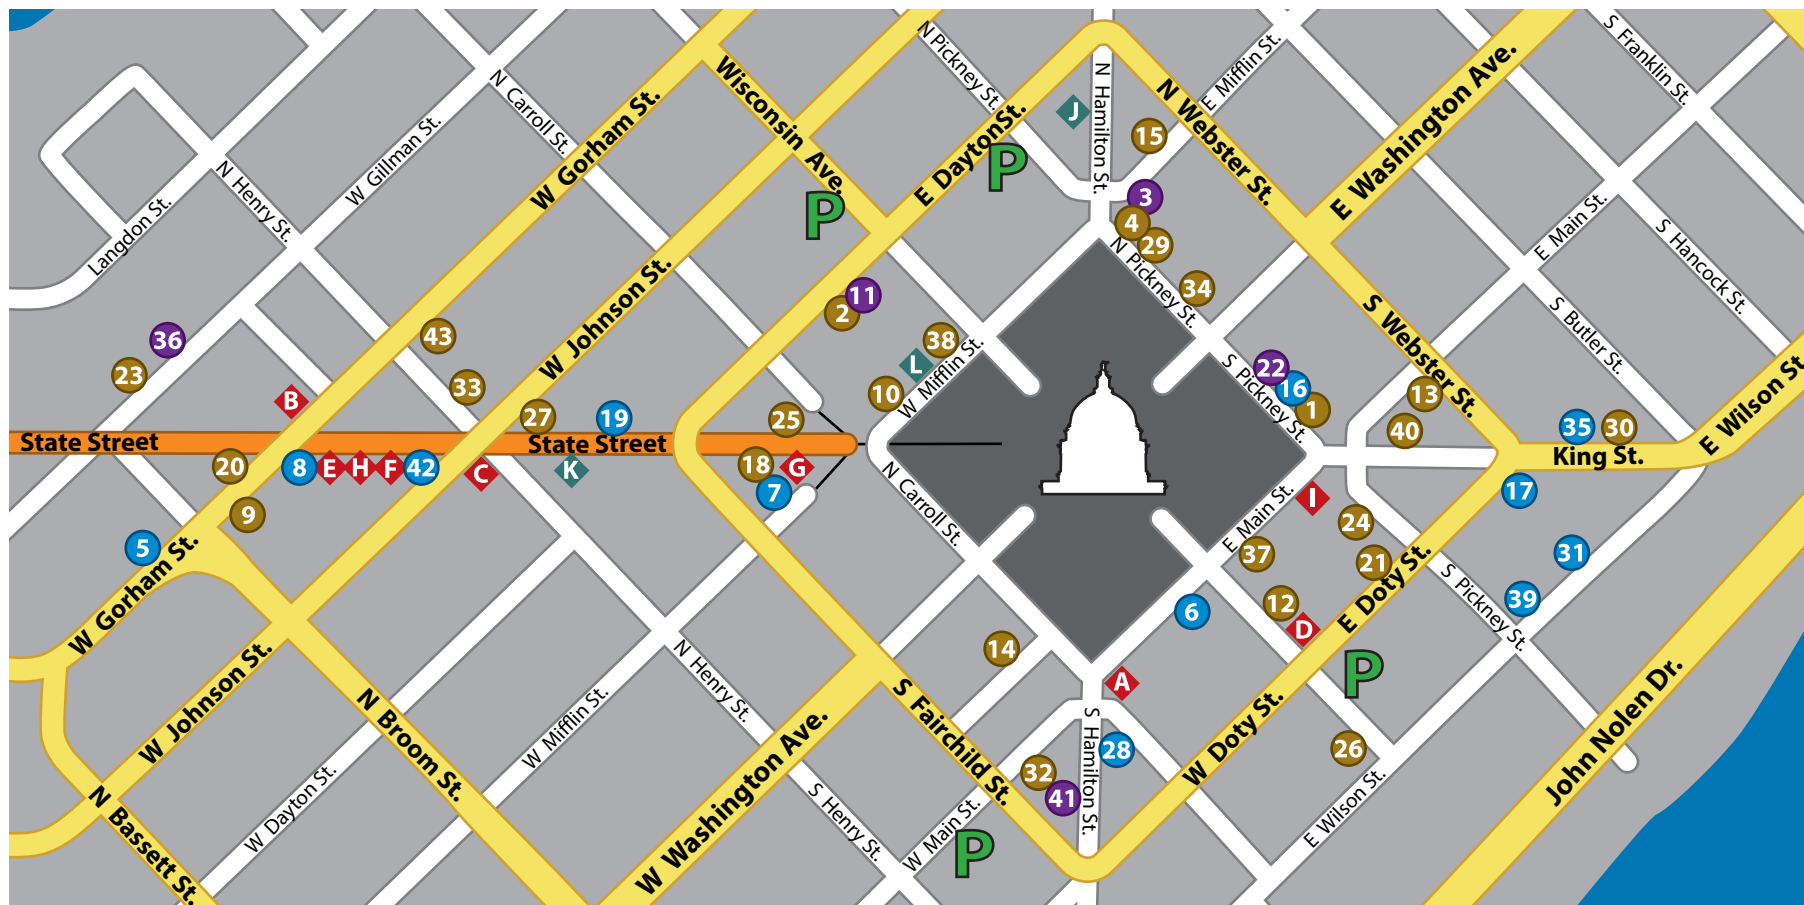 N Pickney St.
S Franklin St.
E Mifflin St.
N Hamilton St.
J
15
N Webster St.
E Washington Ave.
Wisconsin Ave.
N Carroll St.
W Gorham St.
E DaytonSt.
P
P
W Gillman St.
N Henry St.
Langdon St.
3
4
29
N Pickney St.
34
E Main St.
S Hancock St.
S Butler St.
S Webster St.
W Johnson St.
11
2
38
L
W Mifflin St.
10
36
23
43
33
B
27
19
25
22
16
1
S Pickney St.
13
40
35
30
E Wilson St.
State Street
State Street
King St.
20
8
E
H
F
42
C
K
18
G
7
N Carroll St.
I
E Main St.
24
17
9
5
W Gorham St.
37
21
31
E Doty St.
S Pickney St.
39
12
D
6
14
A
P
W Johnson St.
N Henry St.
W Mifflin St.
N Broom St.
S Fairchild St.
W Doty St.
John Nolen Dr.
S Hamilton St.
28
26
32
41
W Washington Ave.
S Henry St.
W Main St.
P
E Wilson St.
W Dayton St.
N Bassett St.